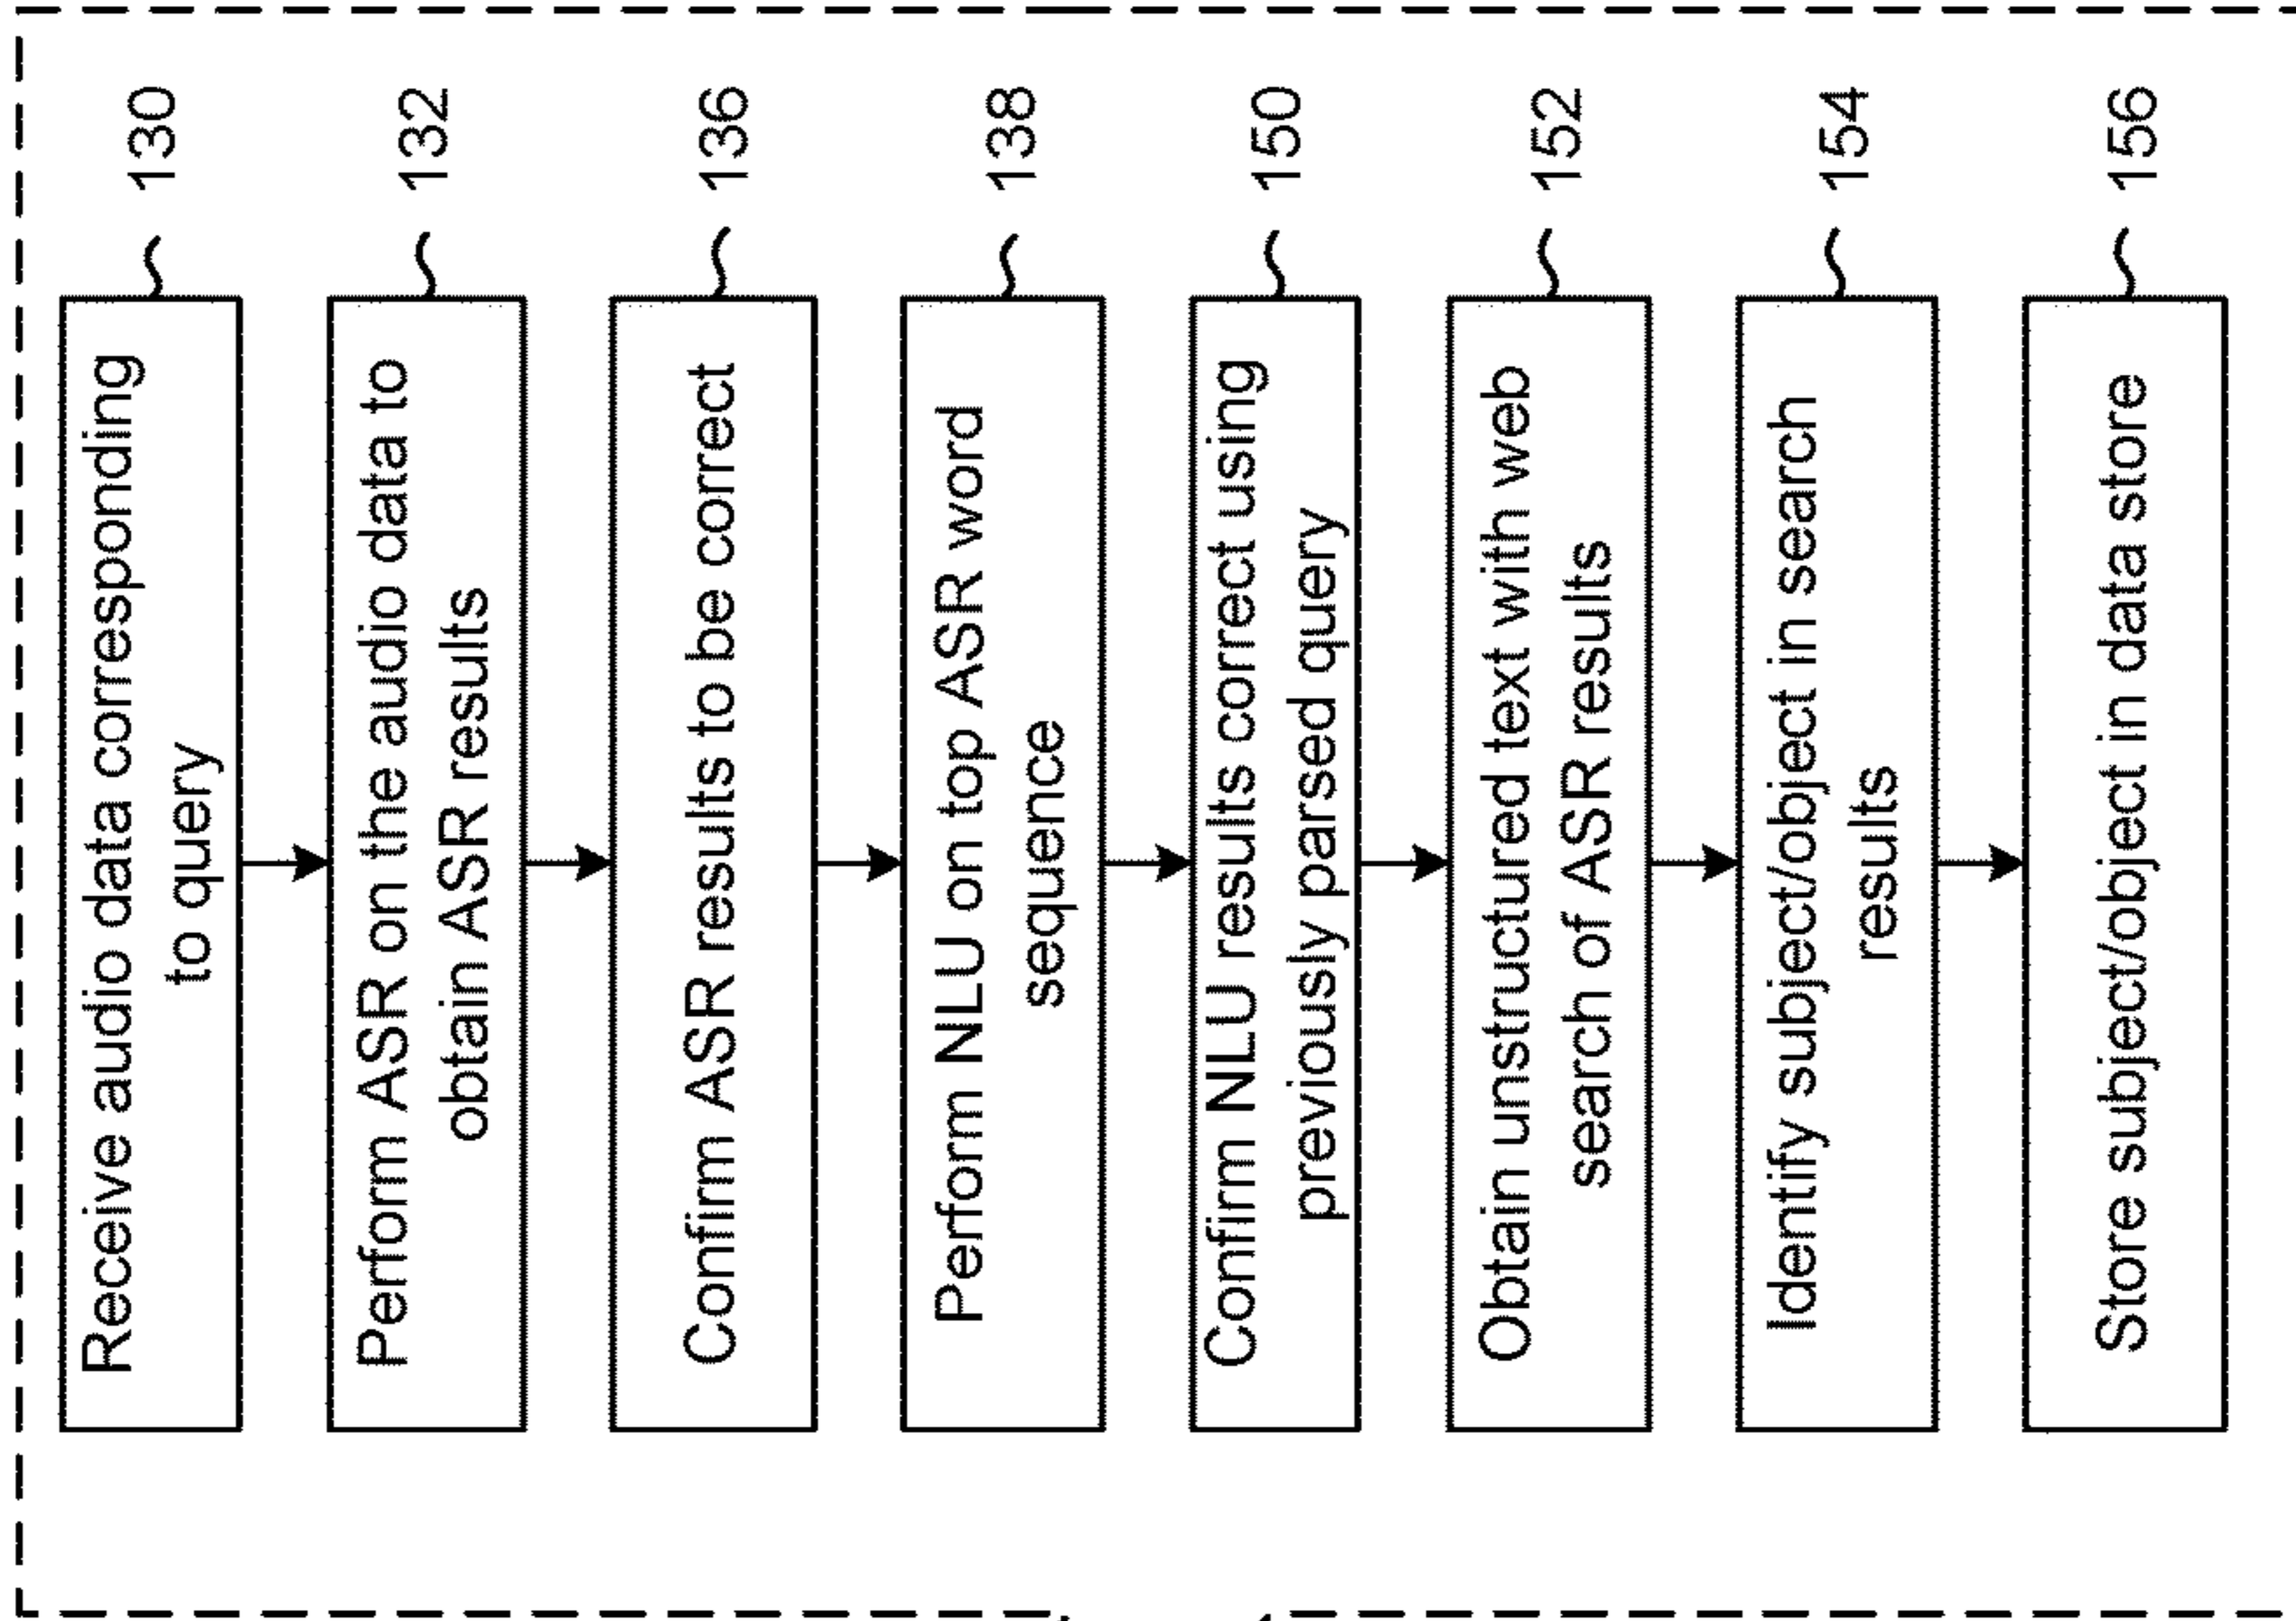 Receive audio data corresponding
to query
130
Perform ASR on the audio data to
obtain ASR results
132
Confirm ASR results to be correct
136
Perform NLU on top ASR word
sequence
138
Confirm NLU results correct using
previously parsed query
150
Obtain unstructured text with web
search of ASR results
152
Identify subject/object in search
results
154
Store subject/object in data store
156